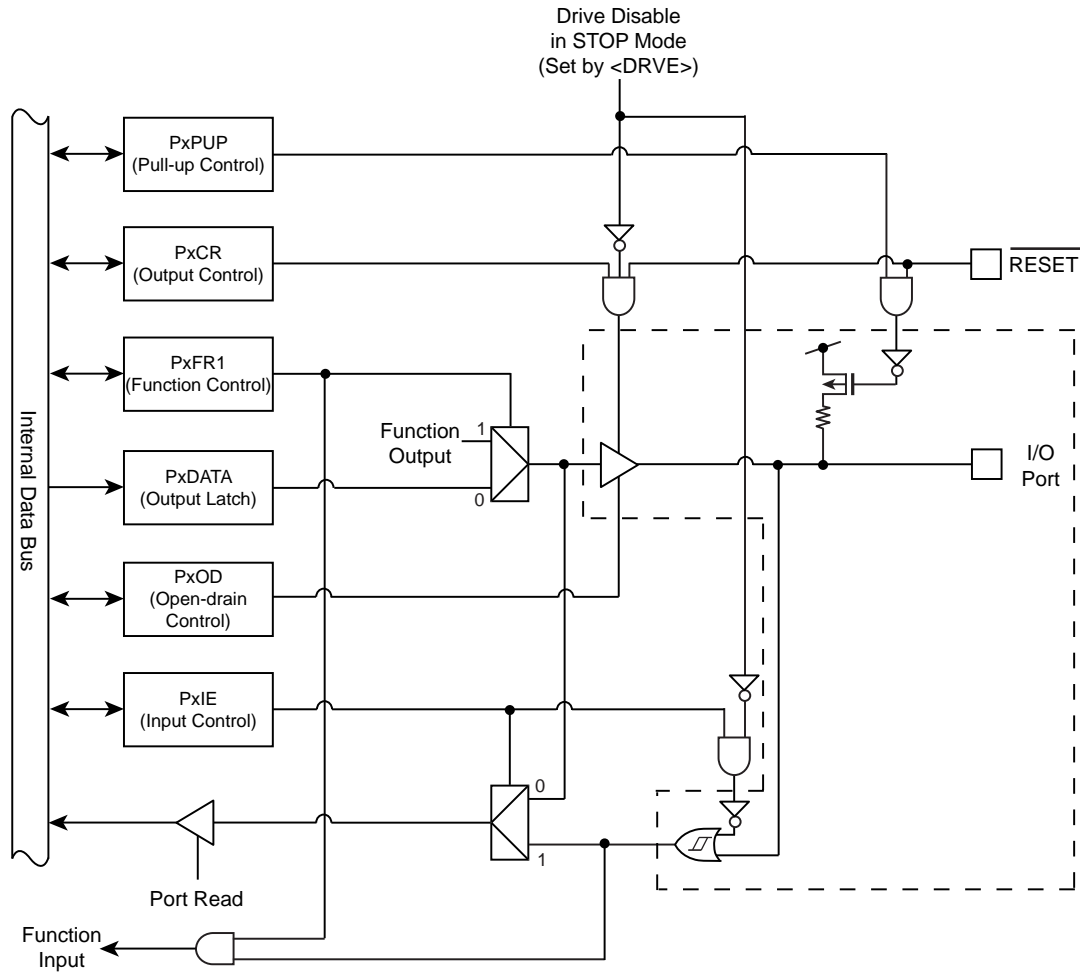 Drive Disable
in STOP Mode
(Set by <DRVE>)
PxPUP
(Pull-up Control)
PxCR
(Output Control)
RESET
PxFR1
(Function Control)
Function
Output
1
0
I/O
Port
PxDATA
(Output Latch)
Internal Data Bus
PxOD
(Open-drain
Control)
PxIE
(Input Control)
0
1
Port Read
Function
Input